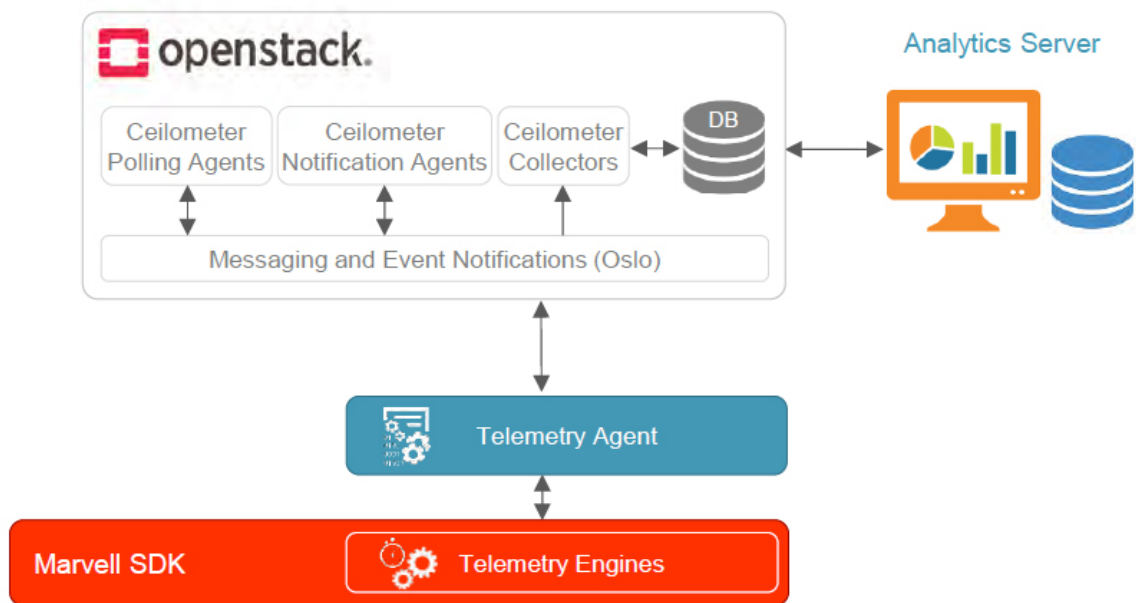 openstack.
Analytics Server
Ceilometer
Polling Agents
Ceilometer
Notification Agents
Ceilometer
Collectors
DB
Messaging and Event Notifications (Oslo)
Telemetry Agent
Marvell SDK
Telemetry Engines